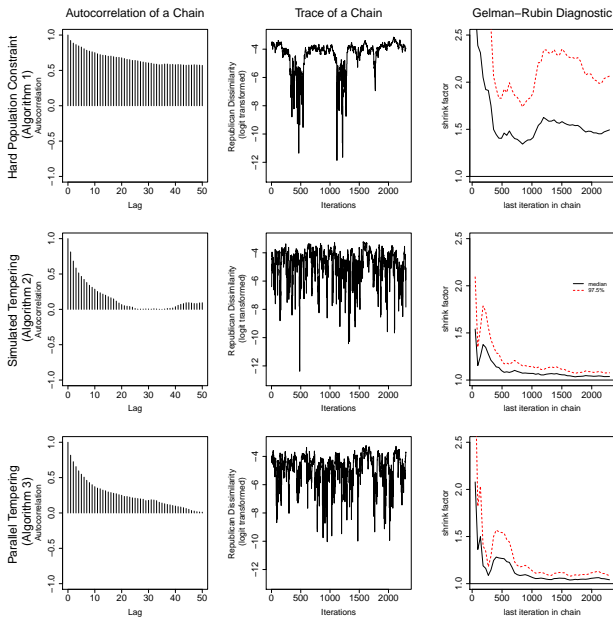 Autocorrelation of a Chain
Trace of a Chain
Gelman−Rubin Diagnostic
Hard Population Constraint
(Algorithm 1)
Autocorrelation
1.0
0.5
0.0
−0.5
−1.0
0 10 20 30 40 50
Lag
Republican Dissimilarity
(logit transformed)
−4
−6
−8
−10
−12
0 500 1000 2000
Iterations
shrink factor
2.5
2.0
1.5
1.0
0 500 1000 1500 2000
last iteration in chain
Simulated Tempering
(Algorithm 2)
Autocorrelation
1.0
0.5
0.0
−0.5
−1.0
0 10 20 30 40 50
Lag
Republican Dissimilarity
(logit transformed)
−4
−6
−8
−10
−12
0 500 1000 2000
Iterations
shrink factor
2.5
2.0
1.5
1.0
median
97.5%
0 500 1000 1500 2000
last iteration in chain
Parallel Tempering
(Algorithm 3)
Autocorrelation
1.0
0.5
0.0
−0.5
−1.0
0 10 20 30 40 50
Lag
Republican Dissimilarity
(logit transformed)
−4
−6
−8
−10
−12
0 500 1000 2000
Iterations
shrink factor
2.5
2.0
1.5
1.0
0 500 1000 1500 2000
last iteration in chain